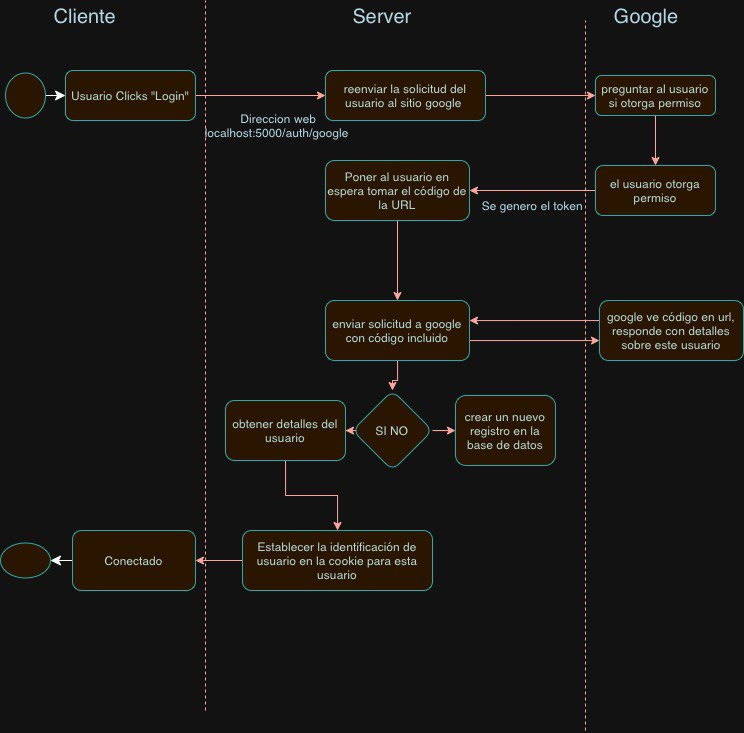 Cliente
Server
Google
Usuario Clicks "Login"
reenviar la solicitud del
usuario al sitio google
preguntar al usuario
si otorga permiso
Direccion web
localhost:5000/auth/google
Poner al usuario en
espera tomar el código de
la URL
el usuario otorga
permiso
Se genero el token
enviar solicitud a google
con código incluido
google ve código en url,
responde con detalles
sobre este usuario
obtener detalles del
usuario
SI NO
crear un nuevo
registro en la
base de datos
Conectado
Establecer la identificación de
usuario en la cookie para esta
usuario